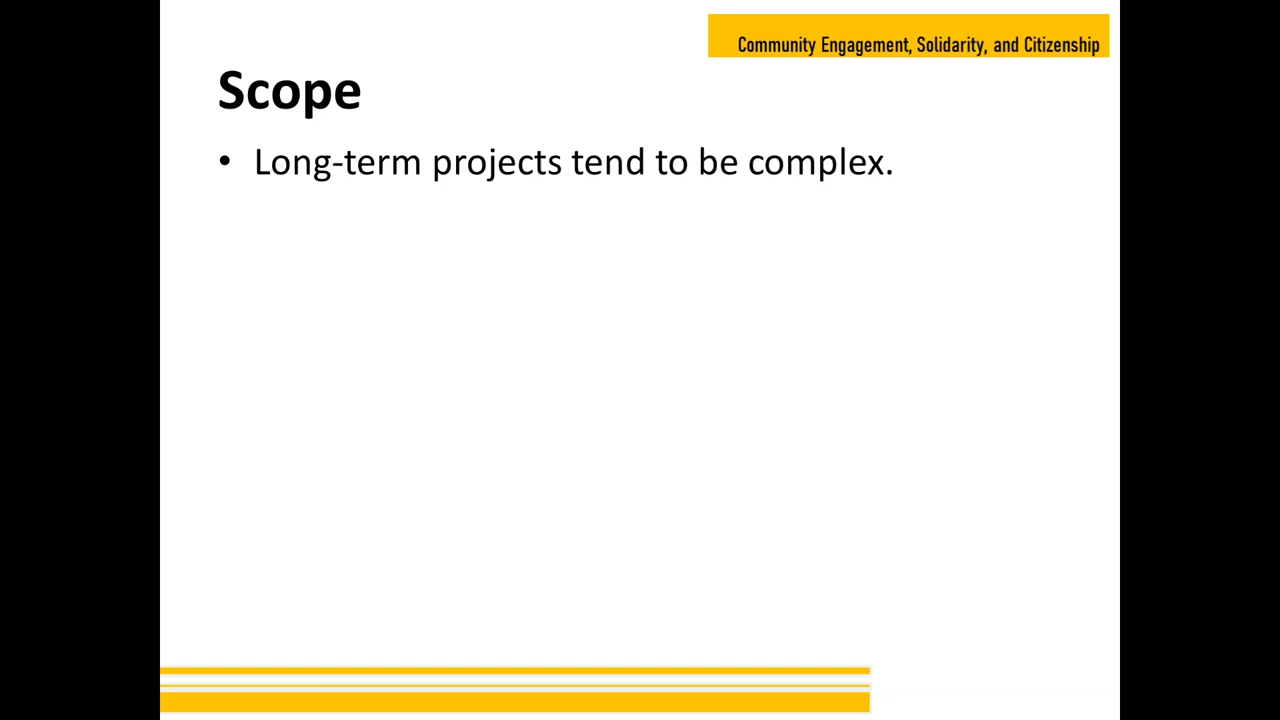 Community Engagement, Solidarity, and Citizenship
Scope
• Long-term projects tend to be complex.